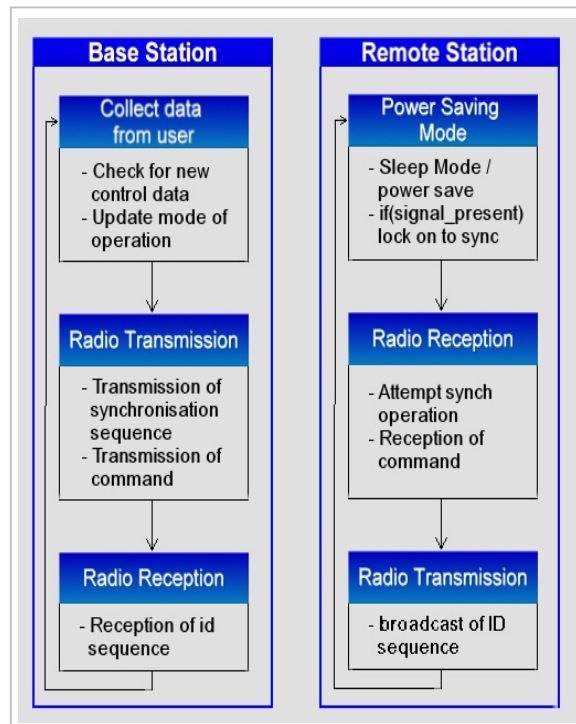 Base Station
Collect data
from user
- Check for new
control data
- Update mode of
operation
Radio Transmission
- Transmission of
synchronisation
sequence
- Transmission of
command
Radio Reception
- Reception of id
sequence
Remote Station
Power Saving
Mode
- Sleep Mode /
power save
- if(signal_present)
lock on to sync
Radio Reception
- Attempt synch
operation
- Reception of
command
Radio Transmission
- broadcast of ID
sequence